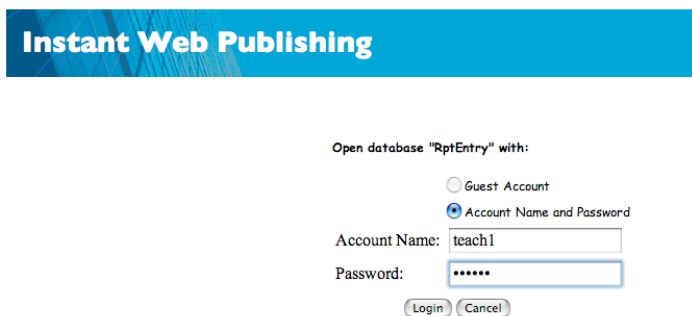 Instant Web Publishing
Open database "RptEntry" with:
Guest Account
Account Name and Password
Account Name: teach1
Password: ••••••
Login Cancel